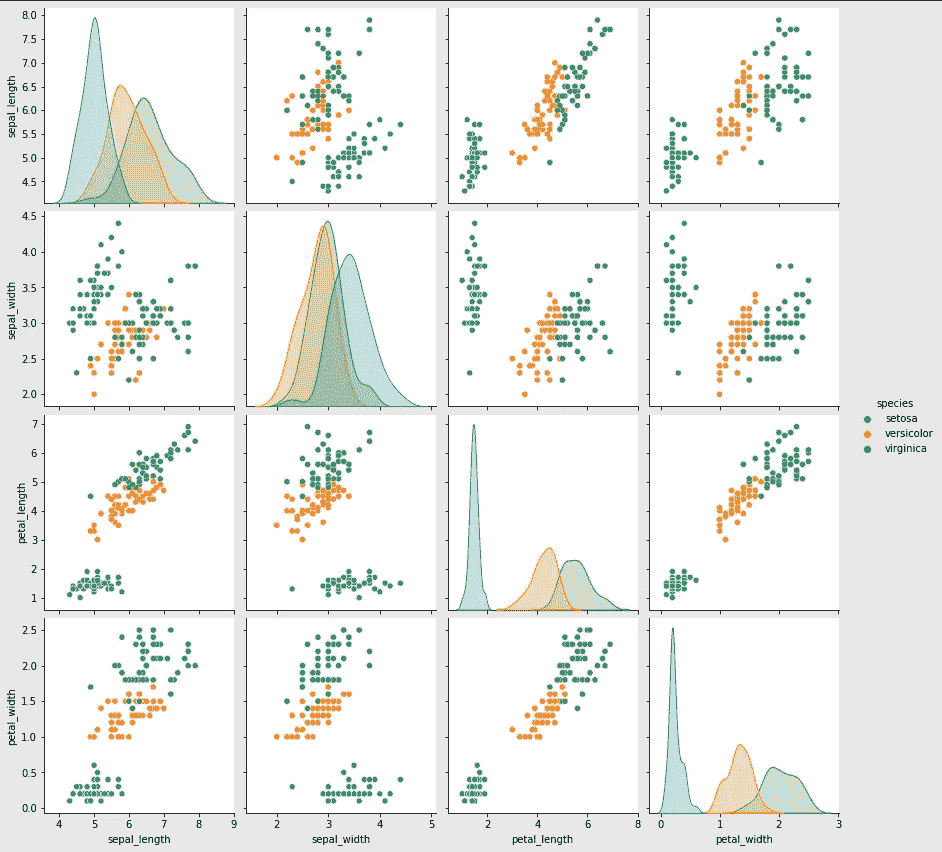 8.0
7.5
7.0
6.5
6.0
5.5
5.0
4.5
sepal_length
4.5
4.0
3.5
3.0
2.5
2.0
sepal_width
species
setosa
versicolor
virginica
7
6
5
4
3
2
1
petal_length
2.5
2.0
1.5
1.0
0.5
0.0
petal_width
4 5 6 7 8 9
sepal_length
2 3 4 5
sepal_width
2 4 6 8
petal_length
0 1 2 3
petal_width